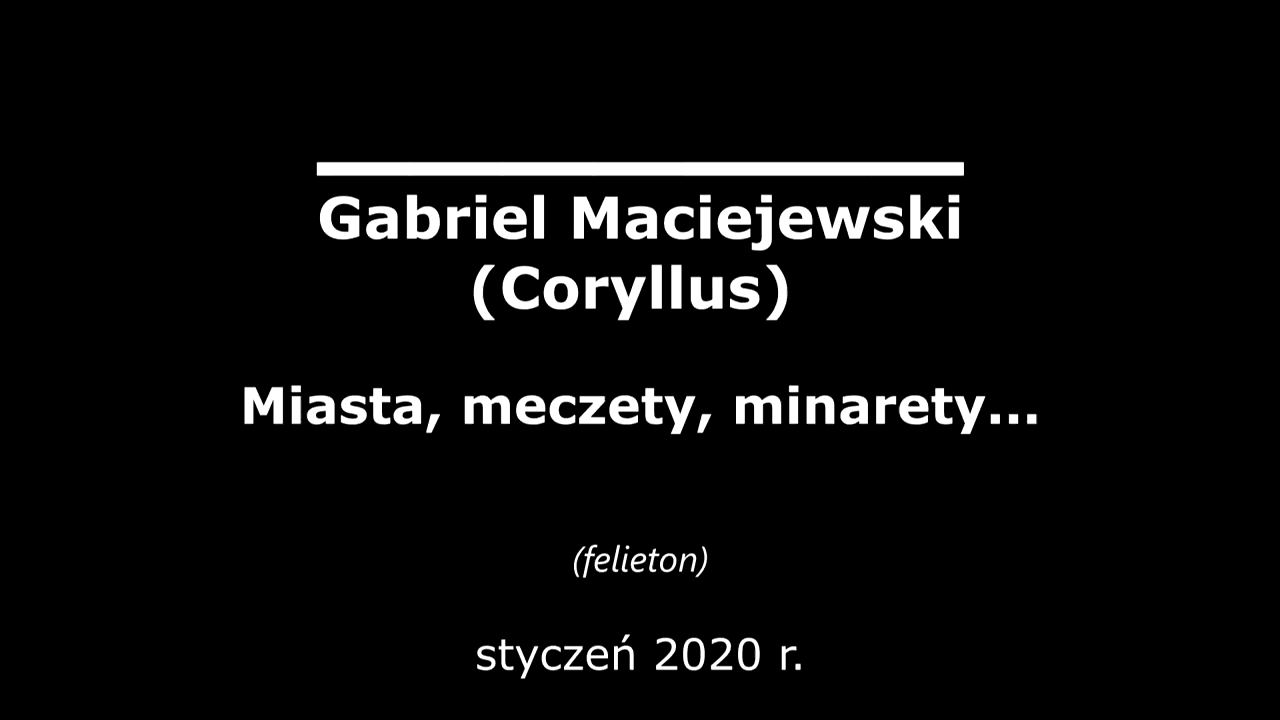 Gabriel Maciejewski
(Coryllus)
Miasta, meczety, minarety...
(felieton)
styczeń 2020 r.